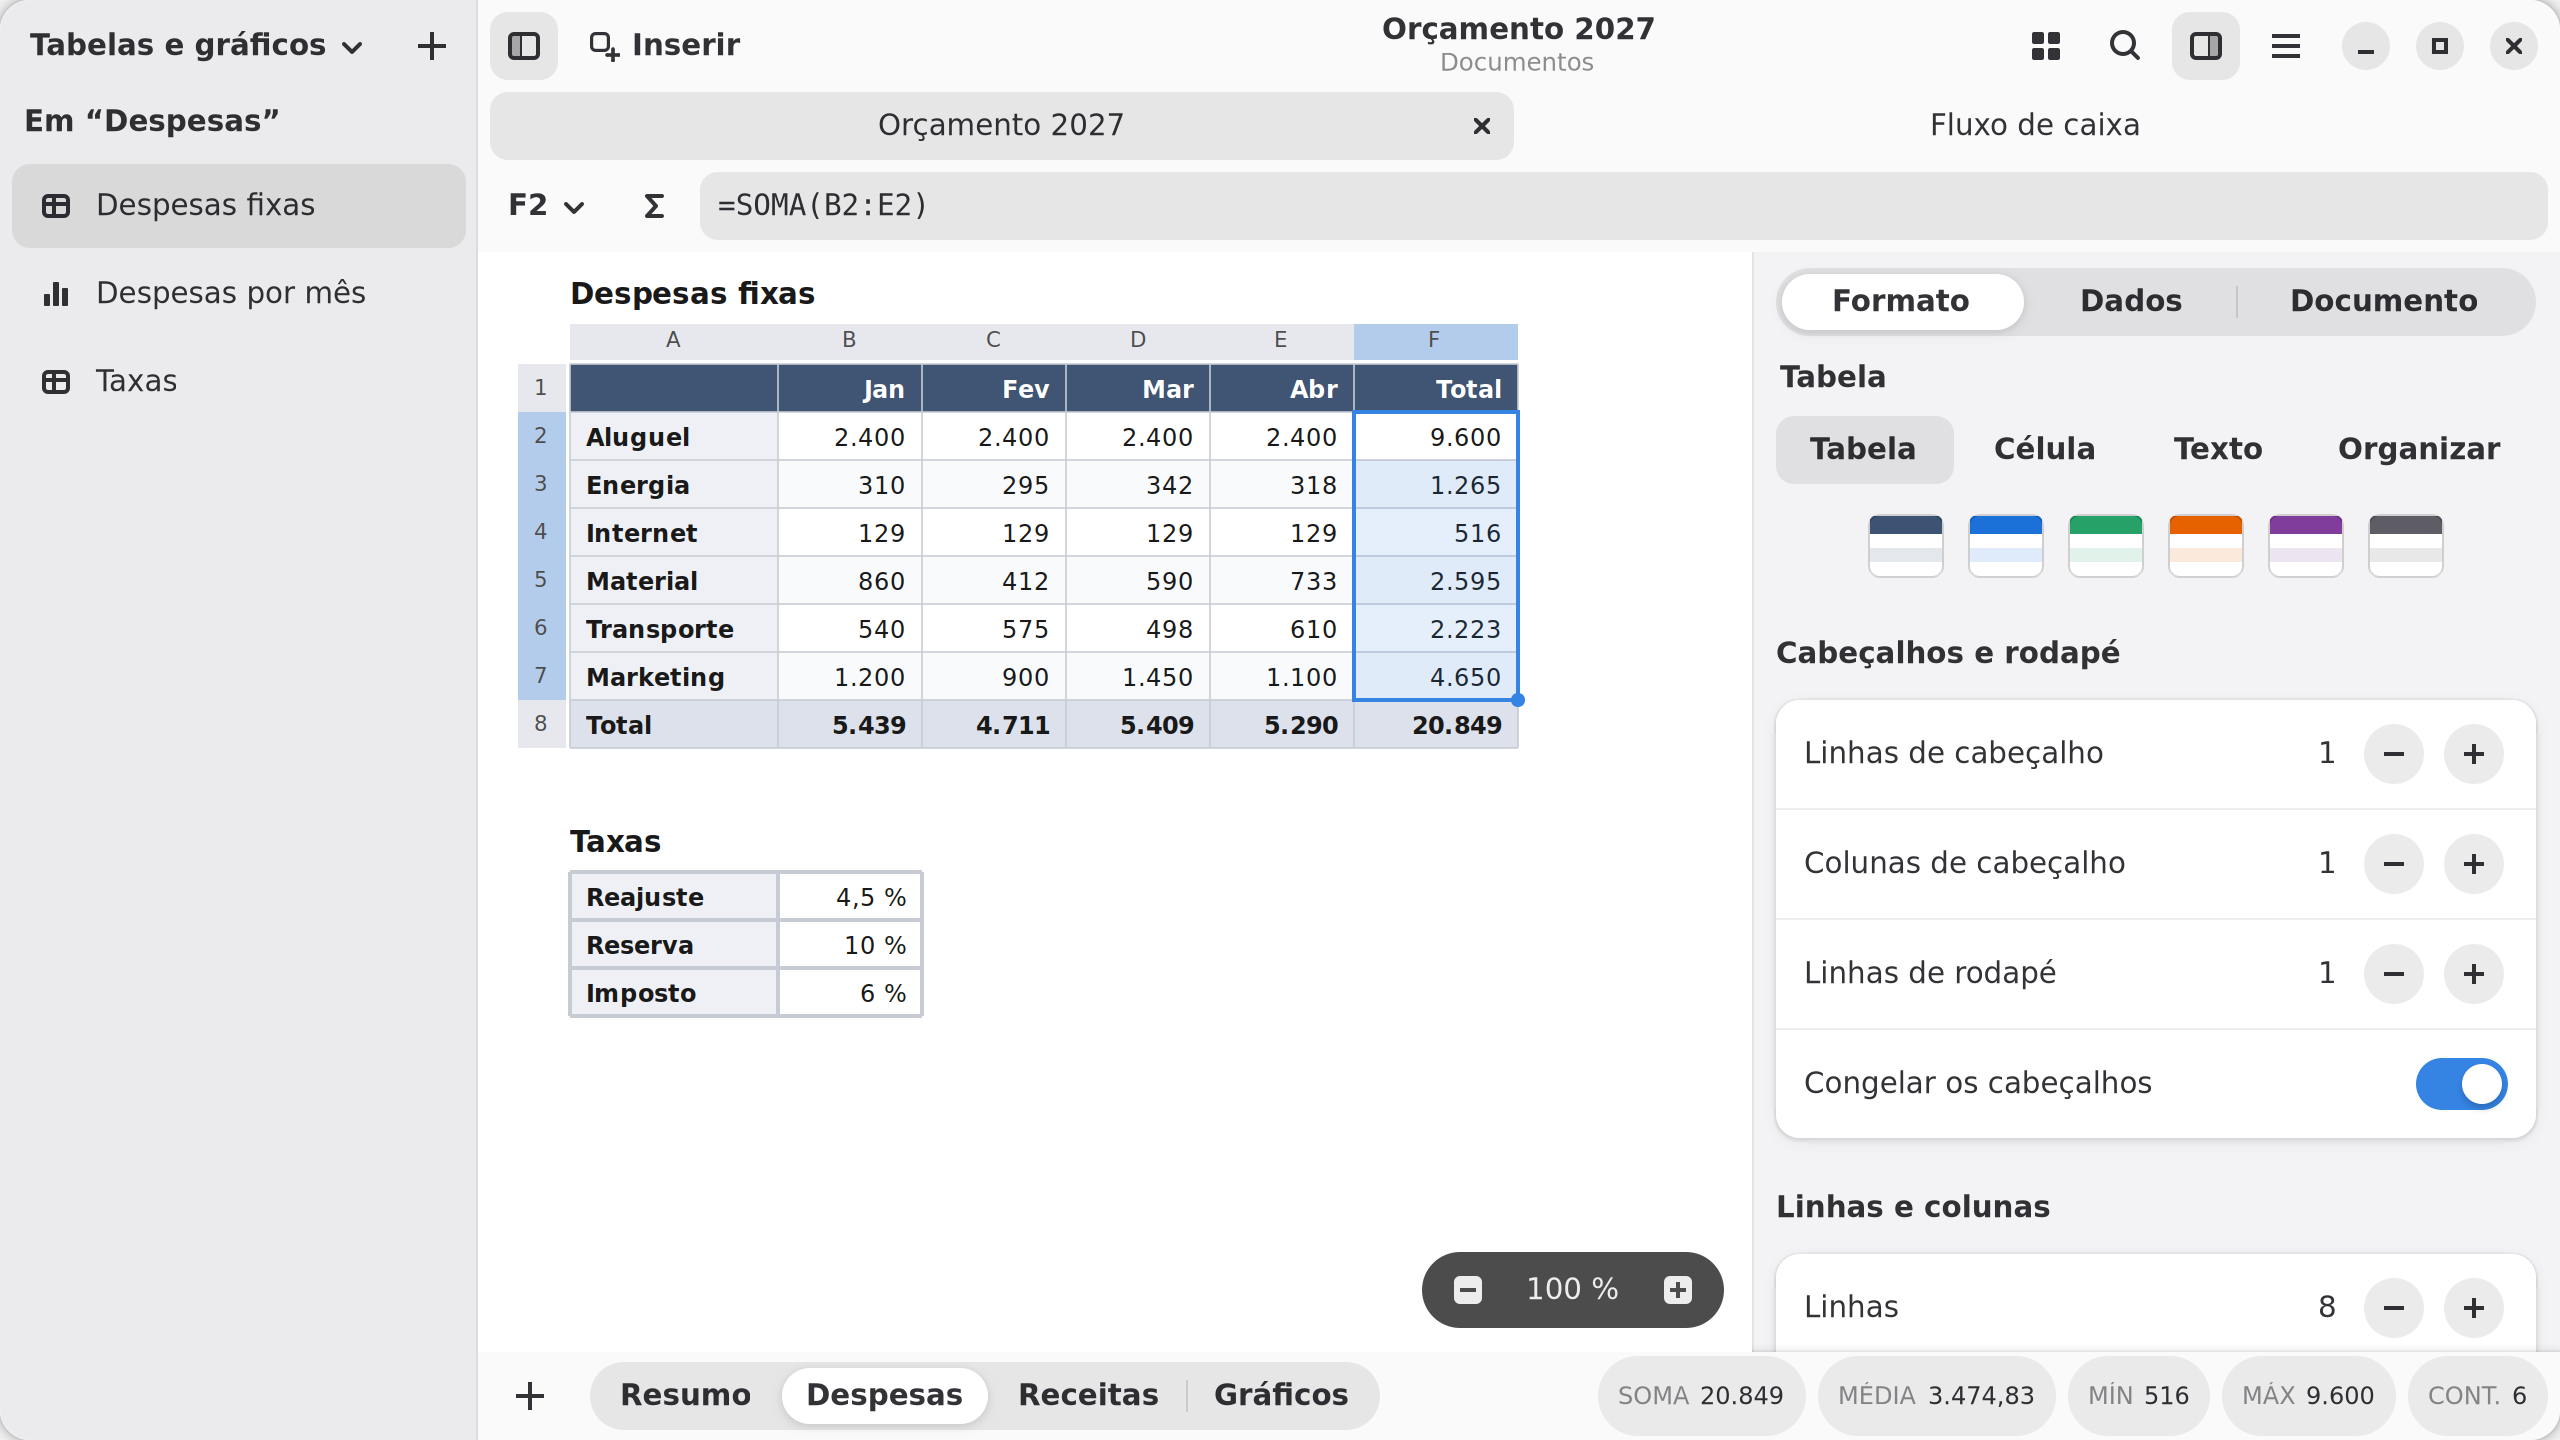 Tabelas e gráficos
Em “Despesas”
Despesas fixas
Despesas por mês
Taxas
Inserir
Orçamento 2027
Documentos
Orçamento 2027
Fluxo de caixa
F2 Σ =SOMA(B2:E2)
Despesas fixas
A B C D E F
1 Jan Fev Mar Abr Total
2 Aluguel 2.400 2.400 2.400 2.400 9.600
3 Energia 310 295 342 318 1.265
4 Internet 129 129 129 129 516
5 Material 860 412 590 733 2.595
6 Transporte 540 575 498 610 2.223
7 Marketing 1.200 900 1.450 1.100 4.650
8 Total 5.439 4.711 5.409 5.290 20.849
Taxas
Reajuste 4,5 %
Reserva 10 %
Imposto 6 %
100 %
Formato Dados Documento
Tabela
Tabela Célula Texto Organizar
Cabeçalhos e rodapé
Linhas de cabeçalho 1
Colunas de cabeçalho 1
Linhas de rodapé 1
Congelar os cabeçalhos
Linhas e colunas
Linhas 8
Resumo Despesas Receitas Gráficos
SOMA 20.849 MÉDIA 3.474,83 MÍN 516 MÁX 9.600 CONT. 6